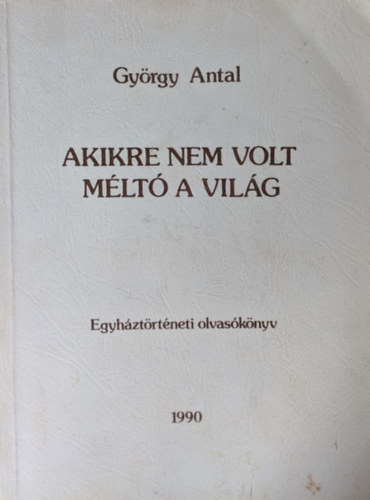 György Antal
AKIKRE NEM VOLT
MÉLTÓ A VILÁG
Egyháztörténeti olvasókönyv
1990